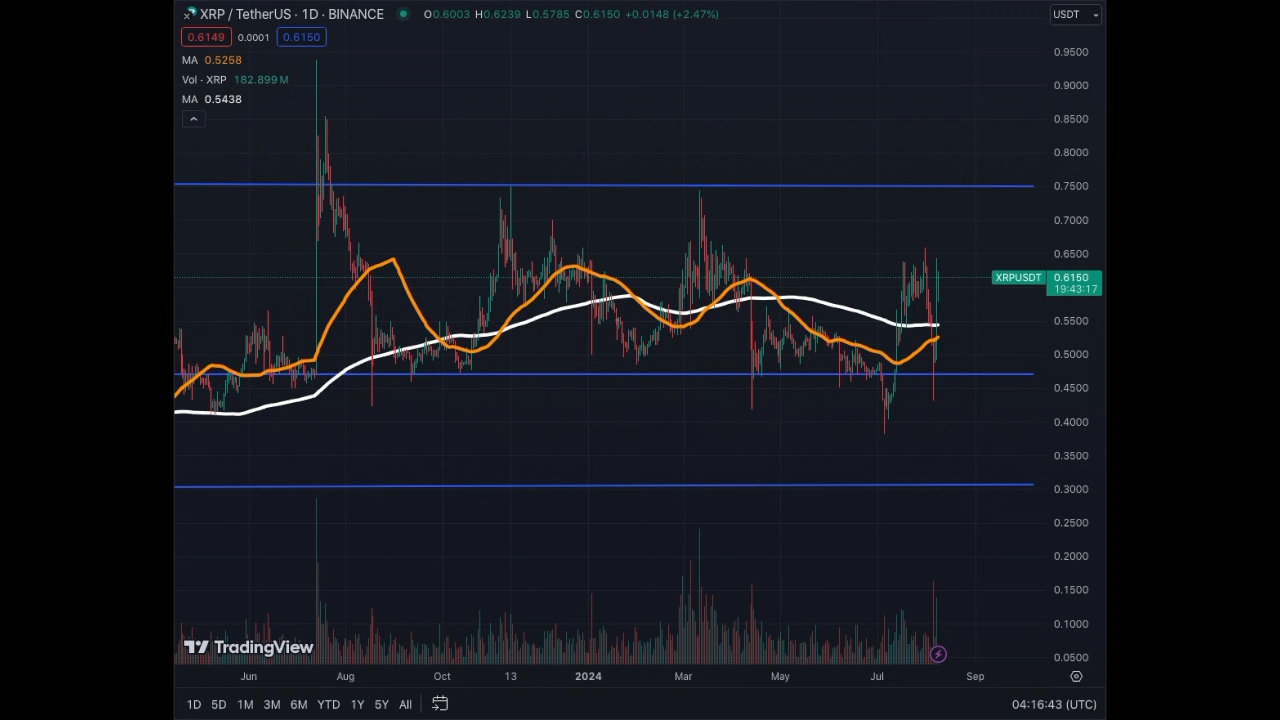 XRP / TetherUS · 1D · BINANCE O0.6003 H0.6239 L0.5785 C0.6150 +0.0148 (+2.47%)
USDT
0.6149 0.0001 0.6150
MA 0.5258
Vol · XRP 182.899 M
MA 0.5438
0.9500
0.9000
0.8500
0.8000
0.7500
0.7000
0.6500
XRPUSDT 0.6150
19:43:17
0.5500
0.5000
0.4500
0.4000
0.3500
0.3000
0.2500
0.2000
0.1500
0.1000
0.0500
TradingView
Jun Aug Oct 13 2024 Mar May Jul Sep
1D 5D 1M 3M 6M YTD 1Y 5Y All 04:16:43 (UTC)